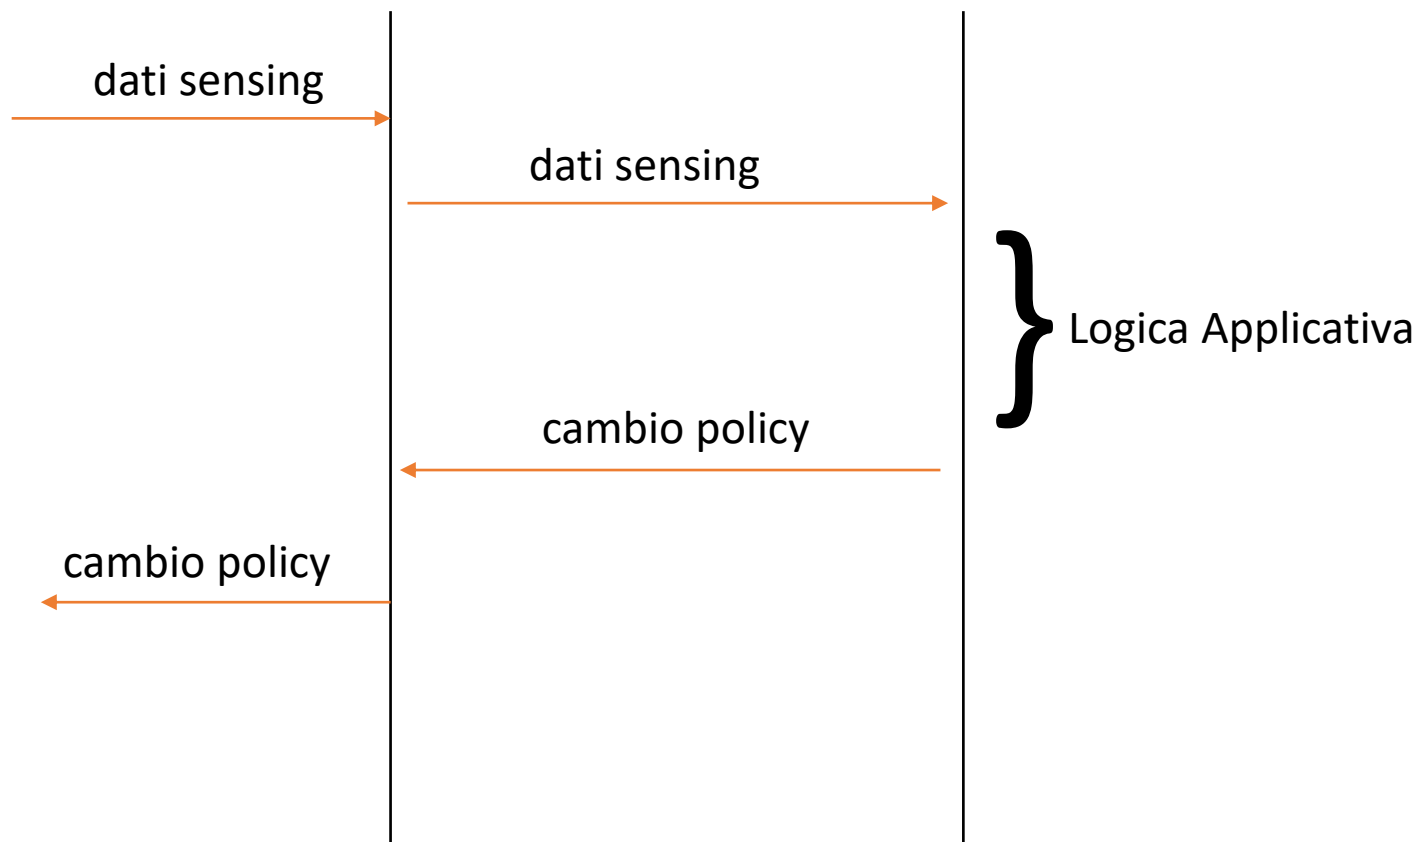 dati sensing
dati sensing
Logica Applicativa
cambio policy
cambio policy